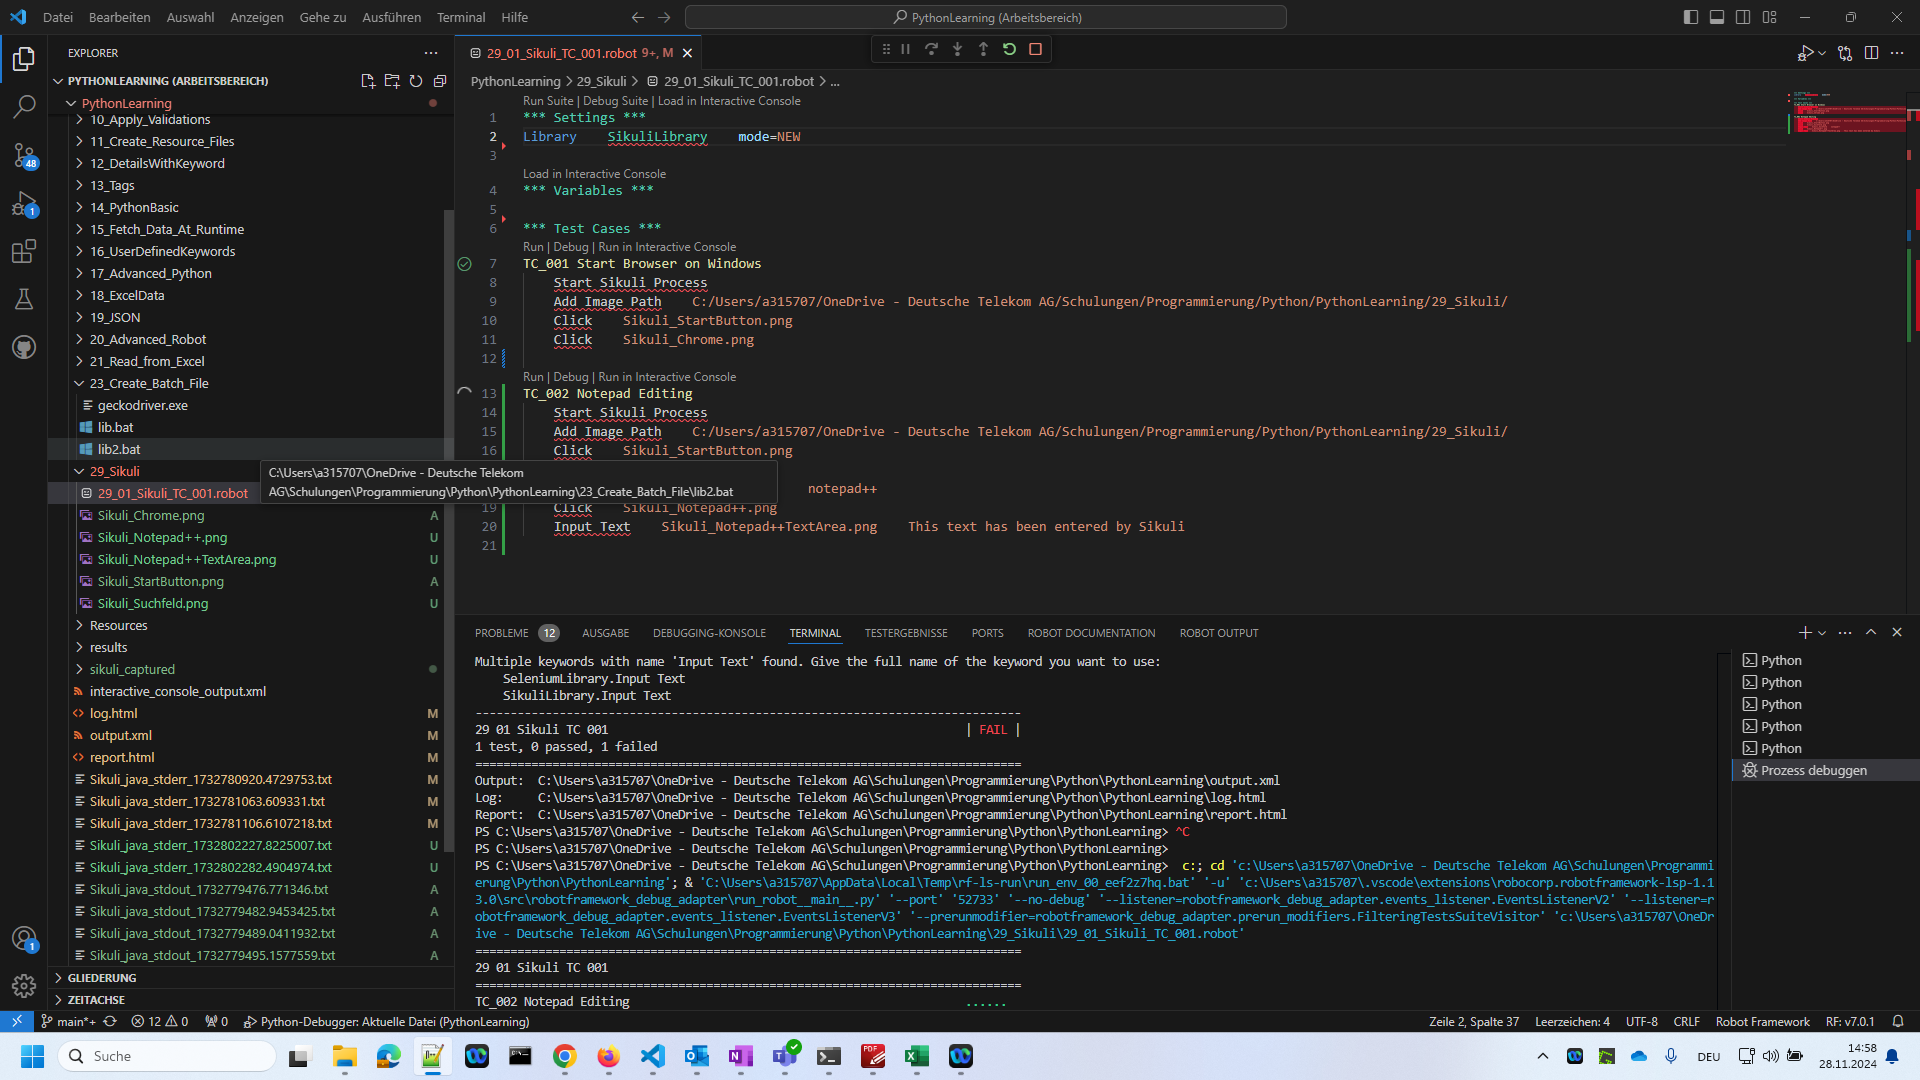 Datei Bearbeiten Auswahl Anzeigen Gehe zu Ausführen Terminal Hilfe
PythonLearning (Arbeitsbereich)
EXPLORER
PYTHONLEARNING (ARBEITSBEREICH)
PythonLearning
10_Apply_Validations
11_Create_Resource_Files
12_DetailsWithKeyword
13_Tags
14_PythonBasic
15_Fetch_Data_At_Runtime
16_UserDefinedKeywords
17_Advanced_Python
18_ExcelData
19_JSON
20_Advanced_Robot
21_Read_from_Excel
23_Create_Batch_File
geckodriver.exe
lib.bat
lib2.bat
29_Sikuli
29_01_Sikuli_TC_001.robot
Sikuli_Chrome.png A
Sikuli_Notepad++.png U
Sikuli_Notepad++TextArea.png U
Sikuli_StartButton.png A
Sikuli_Suchfeld.png U
Resources
results
sikuli_captured
interactive_console_output.xml
log.html M
output.xml M
report.html M
Sikuli_java_stderr_1732780920.4729753.txt M
Sikuli_java_stderr_1732781063.609331.txt M
Sikuli_java_stderr_1732781106.6107218.txt M
Sikuli_java_stderr_1732802227.8225007.txt U
Sikuli_java_stderr_1732802282.4904974.txt U
Sikuli_java_stdout_1732779476.771346.txt A
Sikuli_java_stdout_1732779482.9453425.txt A
Sikuli_java_stdout_1732779489.0411932.txt A
Sikuli_java_stdout_1732779495.1577559.txt A
GLIEDERUNG
ZEITACHSE
48
1
1
C:\Users\a315707\OneDrive - Deutsche Telekom
AG\Schulungen\Programmierung\Python\PythonLearning\23_Create_Batch_File\lib2.bat
29_01_Sikuli_TC_001.robot 9+, M
PythonLearning > 29_Sikuli > 29_01_Sikuli_TC_001.robot > ...
Run Suite | Debug Suite | Load in Interactive Console
1 *** Settings ***
2 Library SikuliLibrary mode=NEW
3
Load in Interactive Console
4 *** Variables ***
5
6 *** Test Cases ***
Run | Debug | Run in Interactive Console
7 TC_001 Start Browser on Windows
8 Start Sikuli Process
9 Add Image Path C:/Users/a315707/OneDrive - Deutsche Telekom AG/Schulungen/Programmierung/Python/PythonLearning/29_Sikuli/
10 Click Sikuli_StartButton.png
11 Click Sikuli_Chrome.png
12
Run | Debug | Run in Interactive Console
13 TC_002 Notepad Editing
14 Start Sikuli Process
15 Add Image Path C:/Users/a315707/OneDrive - Deutsche Telekom AG/Schulungen/Programmierung/Python/PythonLearning/29_Sikuli/
16 Click Sikuli_StartButton.png
notepad++
19 Click Sikuli_Notepad++.png
20 Input Text Sikuli_Notepad++TextArea.png This text has been entered by Sikuli
21
PROBLEME 12 AUSGABE DEBUGGING-KONSOLE TERMINAL TESTERGEBNISSE PORTS ROBOT DOCUMENTATION ROBOT OUTPUT
Multiple keywords with name 'Input Text' found. Give the full name of the keyword you want to use:
SeleniumLibrary.Input Text
SikuliLibrary.Input Text
------------------------------------------------------------------------------
29 01 Sikuli TC 001 | FAIL |
1 test, 0 passed, 1 failed
==============================================================================
Output: C:\Users\a315707\OneDrive - Deutsche Telekom AG\Schulungen\Programmierung\Python\PythonLearning\output.xml
Log: C:\Users\a315707\OneDrive - Deutsche Telekom AG\Schulungen\Programmierung\Python\PythonLearning\log.html
Report: C:\Users\a315707\OneDrive - Deutsche Telekom AG\Schulungen\Programmierung\Python\PythonLearning\report.html
PS C:\Users\a315707\OneDrive - Deutsche Telekom AG\Schulungen\Programmierung\Python\PythonLearning> ^C
PS C:\Users\a315707\OneDrive - Deutsche Telekom AG\Schulungen\Programmierung\Python\PythonLearning>
PS C:\Users\a315707\OneDrive - Deutsche Telekom AG\Schulungen\Programmierung\Python\PythonLearning> c:; cd 'c:\Users\a315707\OneDrive - Deutsche Telekom AG\Schulungen\Programmi
erung\Python\PythonLearning'; & 'C:\Users\a315707\AppData\Local\Temp\rf-ls-run\run_env_00_eef2z7hq.bat' '-u' 'c:\Users\a315707\.vscode\extensions\robocorp.robotframework-lsp-1.1
3.0\src\robotframework_debug_adapter\run_robot__main__.py' '--port' '52733' '--no-debug' '--listener=robotframework_debug_adapter.events_listener.EventsListenerV2' '--listener=r
obotframework_debug_adapter.events_listener.EventsListenerV3' '--prerunmodifier=robotframework_debug_adapter.prerun_modifiers.FilteringTestsSuiteVisitor' 'c:\Users\a315707\OneDr
ive - Deutsche Telekom AG\Schulungen\Programmierung\Python\PythonLearning\29_Sikuli\29_01_Sikuli_TC_001.robot'
==============================================================================
29 01 Sikuli TC 001
==============================================================================
TC_002 Notepad Editing ......
Python
Python
Python
Python
Python
Prozess debuggen
main*+ 12 0 0 Python-Debugger: Aktuelle Datei (PythonLearning)
Zeile 2, Spalte 37 Leerzeichen: 4 UTF-8 CRLF Robot Framework RF: v7.0.1
Suche
DEU
14:58
28.11.2024